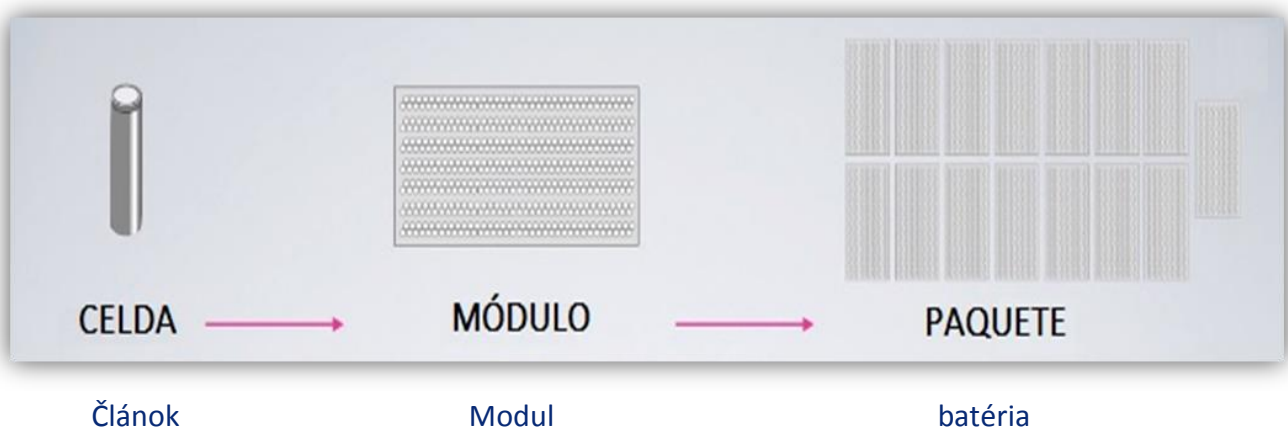 CELDA
MÓDULO
PAQUETE
Článok
Modul
batéria